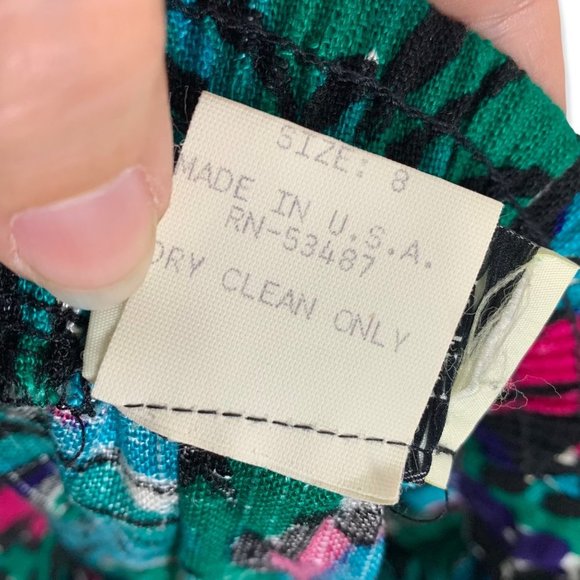 SIZE: 8
MADE IN U.S.A.
RN-53487
DRY CLEAN ONLY